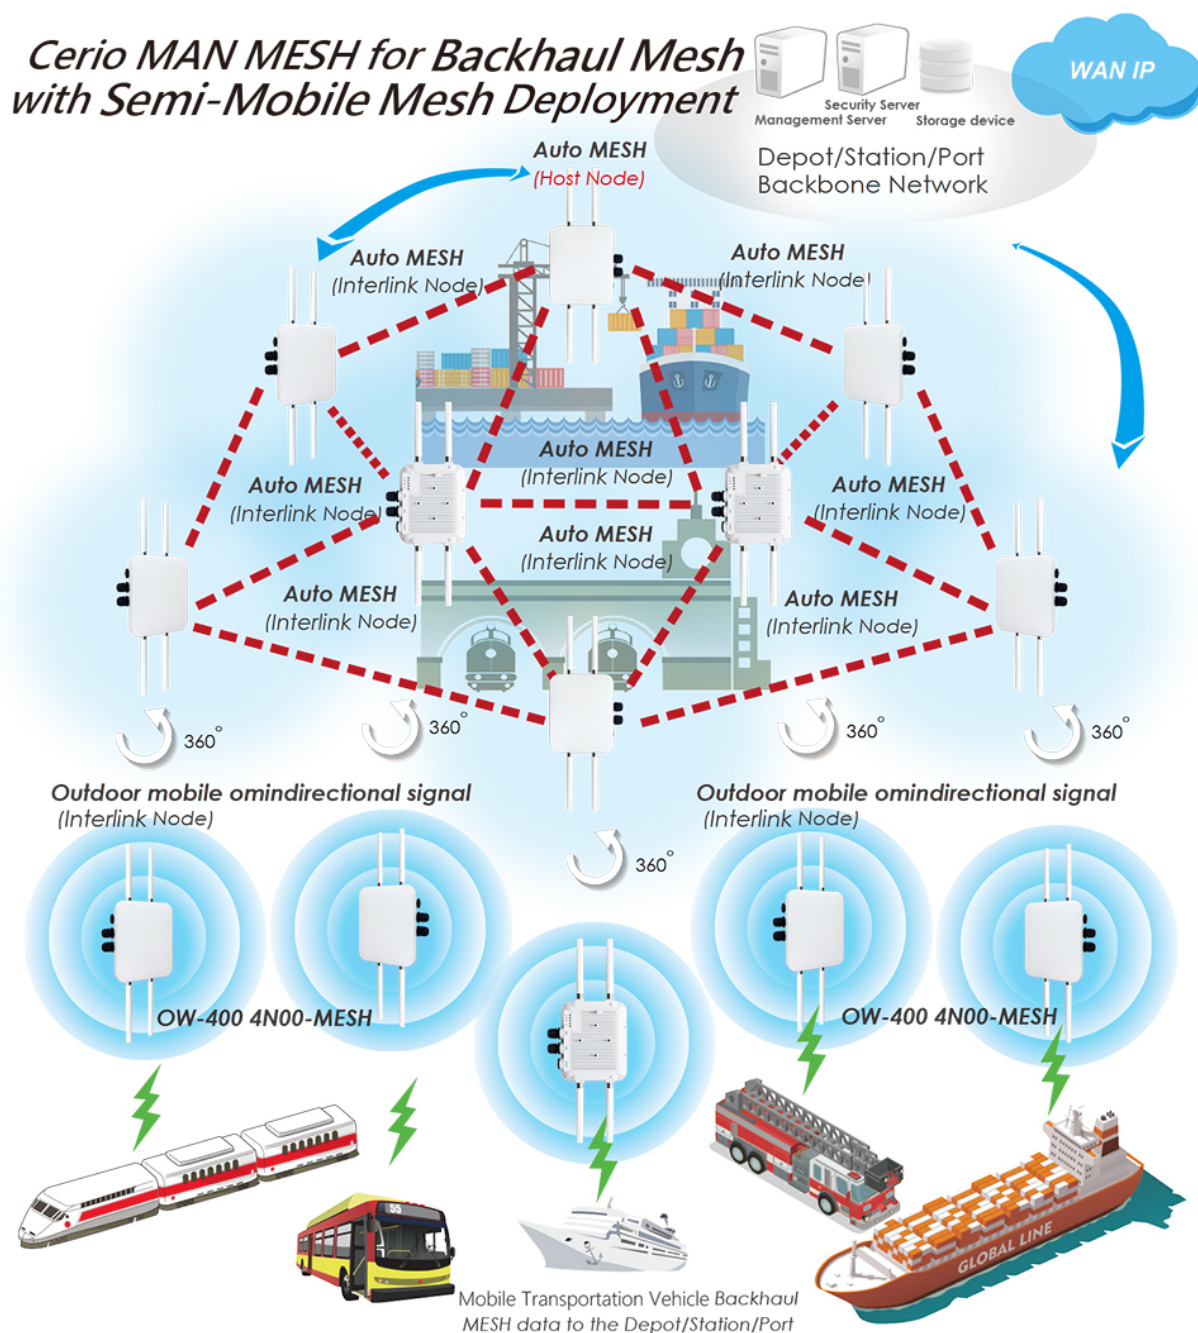 Cerio MAN MESH for Backhaul Mesh
with Semi-Mobile Mesh Deployment
WAN IP
Security Server
Management Server
Storage device
Depot/Station/Port
Backbone Network
Auto MESH
(Host Node)
Auto MESH
(Interlink Node)
Auto MESH
(Interlink Node)
Auto MESH
(Interlink Node)
Auto MESH
(Interlink Node)
Auto MESH
(Interlink Node)
Auto MESH
(Interlink Node)
Auto MESH
(Interlink Node)
Auto MESH
(Interlink Node)
360°
360°
360°
360°
Outdoor mobile omindirectional signal
(Interlink Node)
Outdoor mobile omindirectional signal
(Interlink Node)
360°
OW-400 4N00-MESH
OW-400 4N00-MESH
55
GLOBAL LINE
Mobile Transportation Vehicle Backhaul
MESH data to the Depot/Station/Port